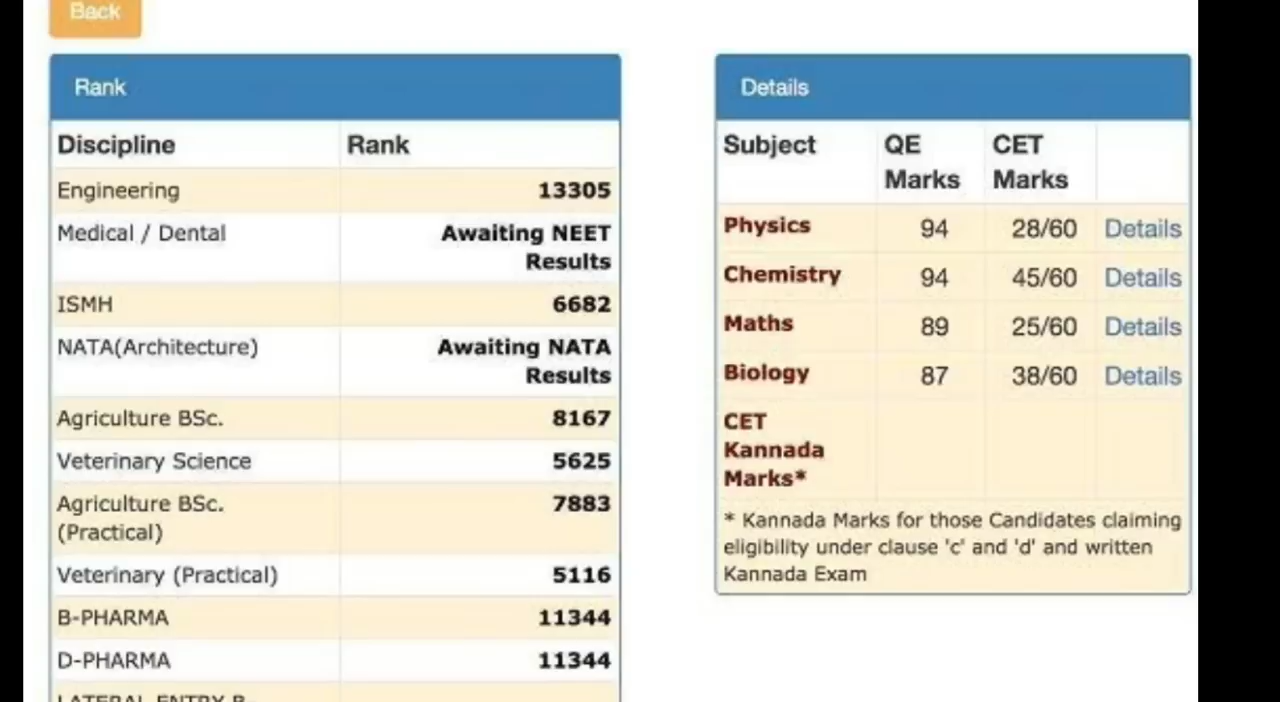 Back
Rank
Discipline Rank
Engineering 13305
Medical / Dental Awaiting NEET
Results
ISMH 6682
NATA(Architecture) Awaiting NATA
Results
Agriculture BSc. 8167
Veterinary Science 5625
Agriculture BSc. 7883
(Practical)
Veterinary (Practical) 5116
B-PHARMA 11344
D-PHARMA 11344
LATERAL ENTRY B-
Details
Subject QE CET
Marks Marks
Physics 94 28/60 Details
Chemistry 94 45/60 Details
Maths 89 25/60 Details
Biology 87 38/60 Details
CET
Kannada
Marks*
* Kannada Marks for those Candidates claiming
eligibility under clause 'c' and 'd' and written
Kannada Exam